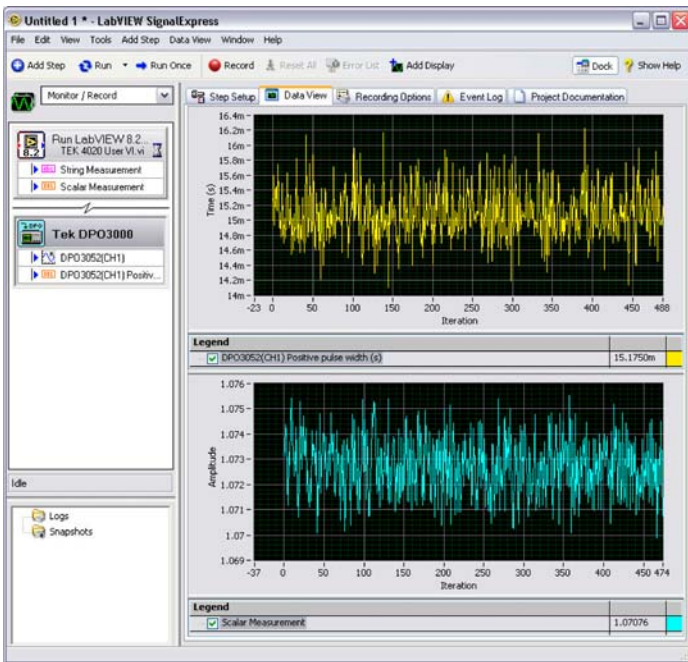 Untitled 1 * - LabVIEW SignalExpress
File Edit View Tools Add Step Data View Window Help
Add Step Run Run Once Record Reset All Error List Add Display Dock Show Help
Monitor / Record
Step Setup Data View Recording Options Event Log Project Documentation
8.2
Run LabVIEW 8.2...
TEK 4020 User VI.vi
String Measurement
Scalar Measurement
Tek DPO3000
DPO3052(CH1)
DPO3052(CH1) Positiv...
Idle
Logs
Snapshots
16.4m
16.2m
16m
15.8m
15.6m
15.4m
15.2m
15m
14.8m
14.6m
14.4m
14.2m
14m
Time (s)
-23 0 50 100 150 200 250 300 350 400 450 488
Iteration
Legend
DPO3052(CH1) Positive pulse width (s) 15.1750m
1.076
1.075
1.074
1.073
1.072
1.071
1.07
1.069
Amplitude
-37 0 50 100 150 200 250 300 350 400 450 474
Iteration
Legend
Scalar Measurement 1.07076